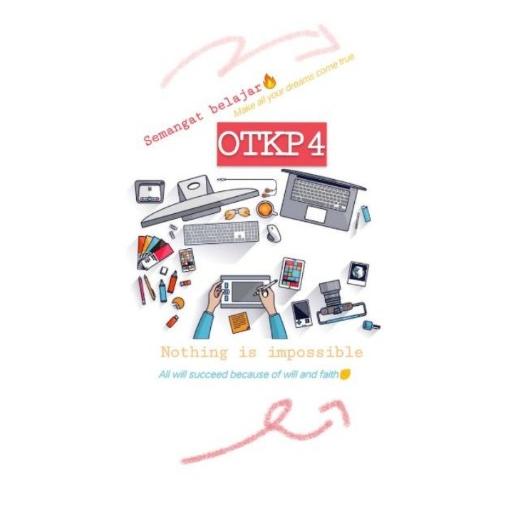 Semangat belajar🔥
Make all your dreams come true
OTKP 4
Nothing is impossible
All will succeed because of will and faith✊